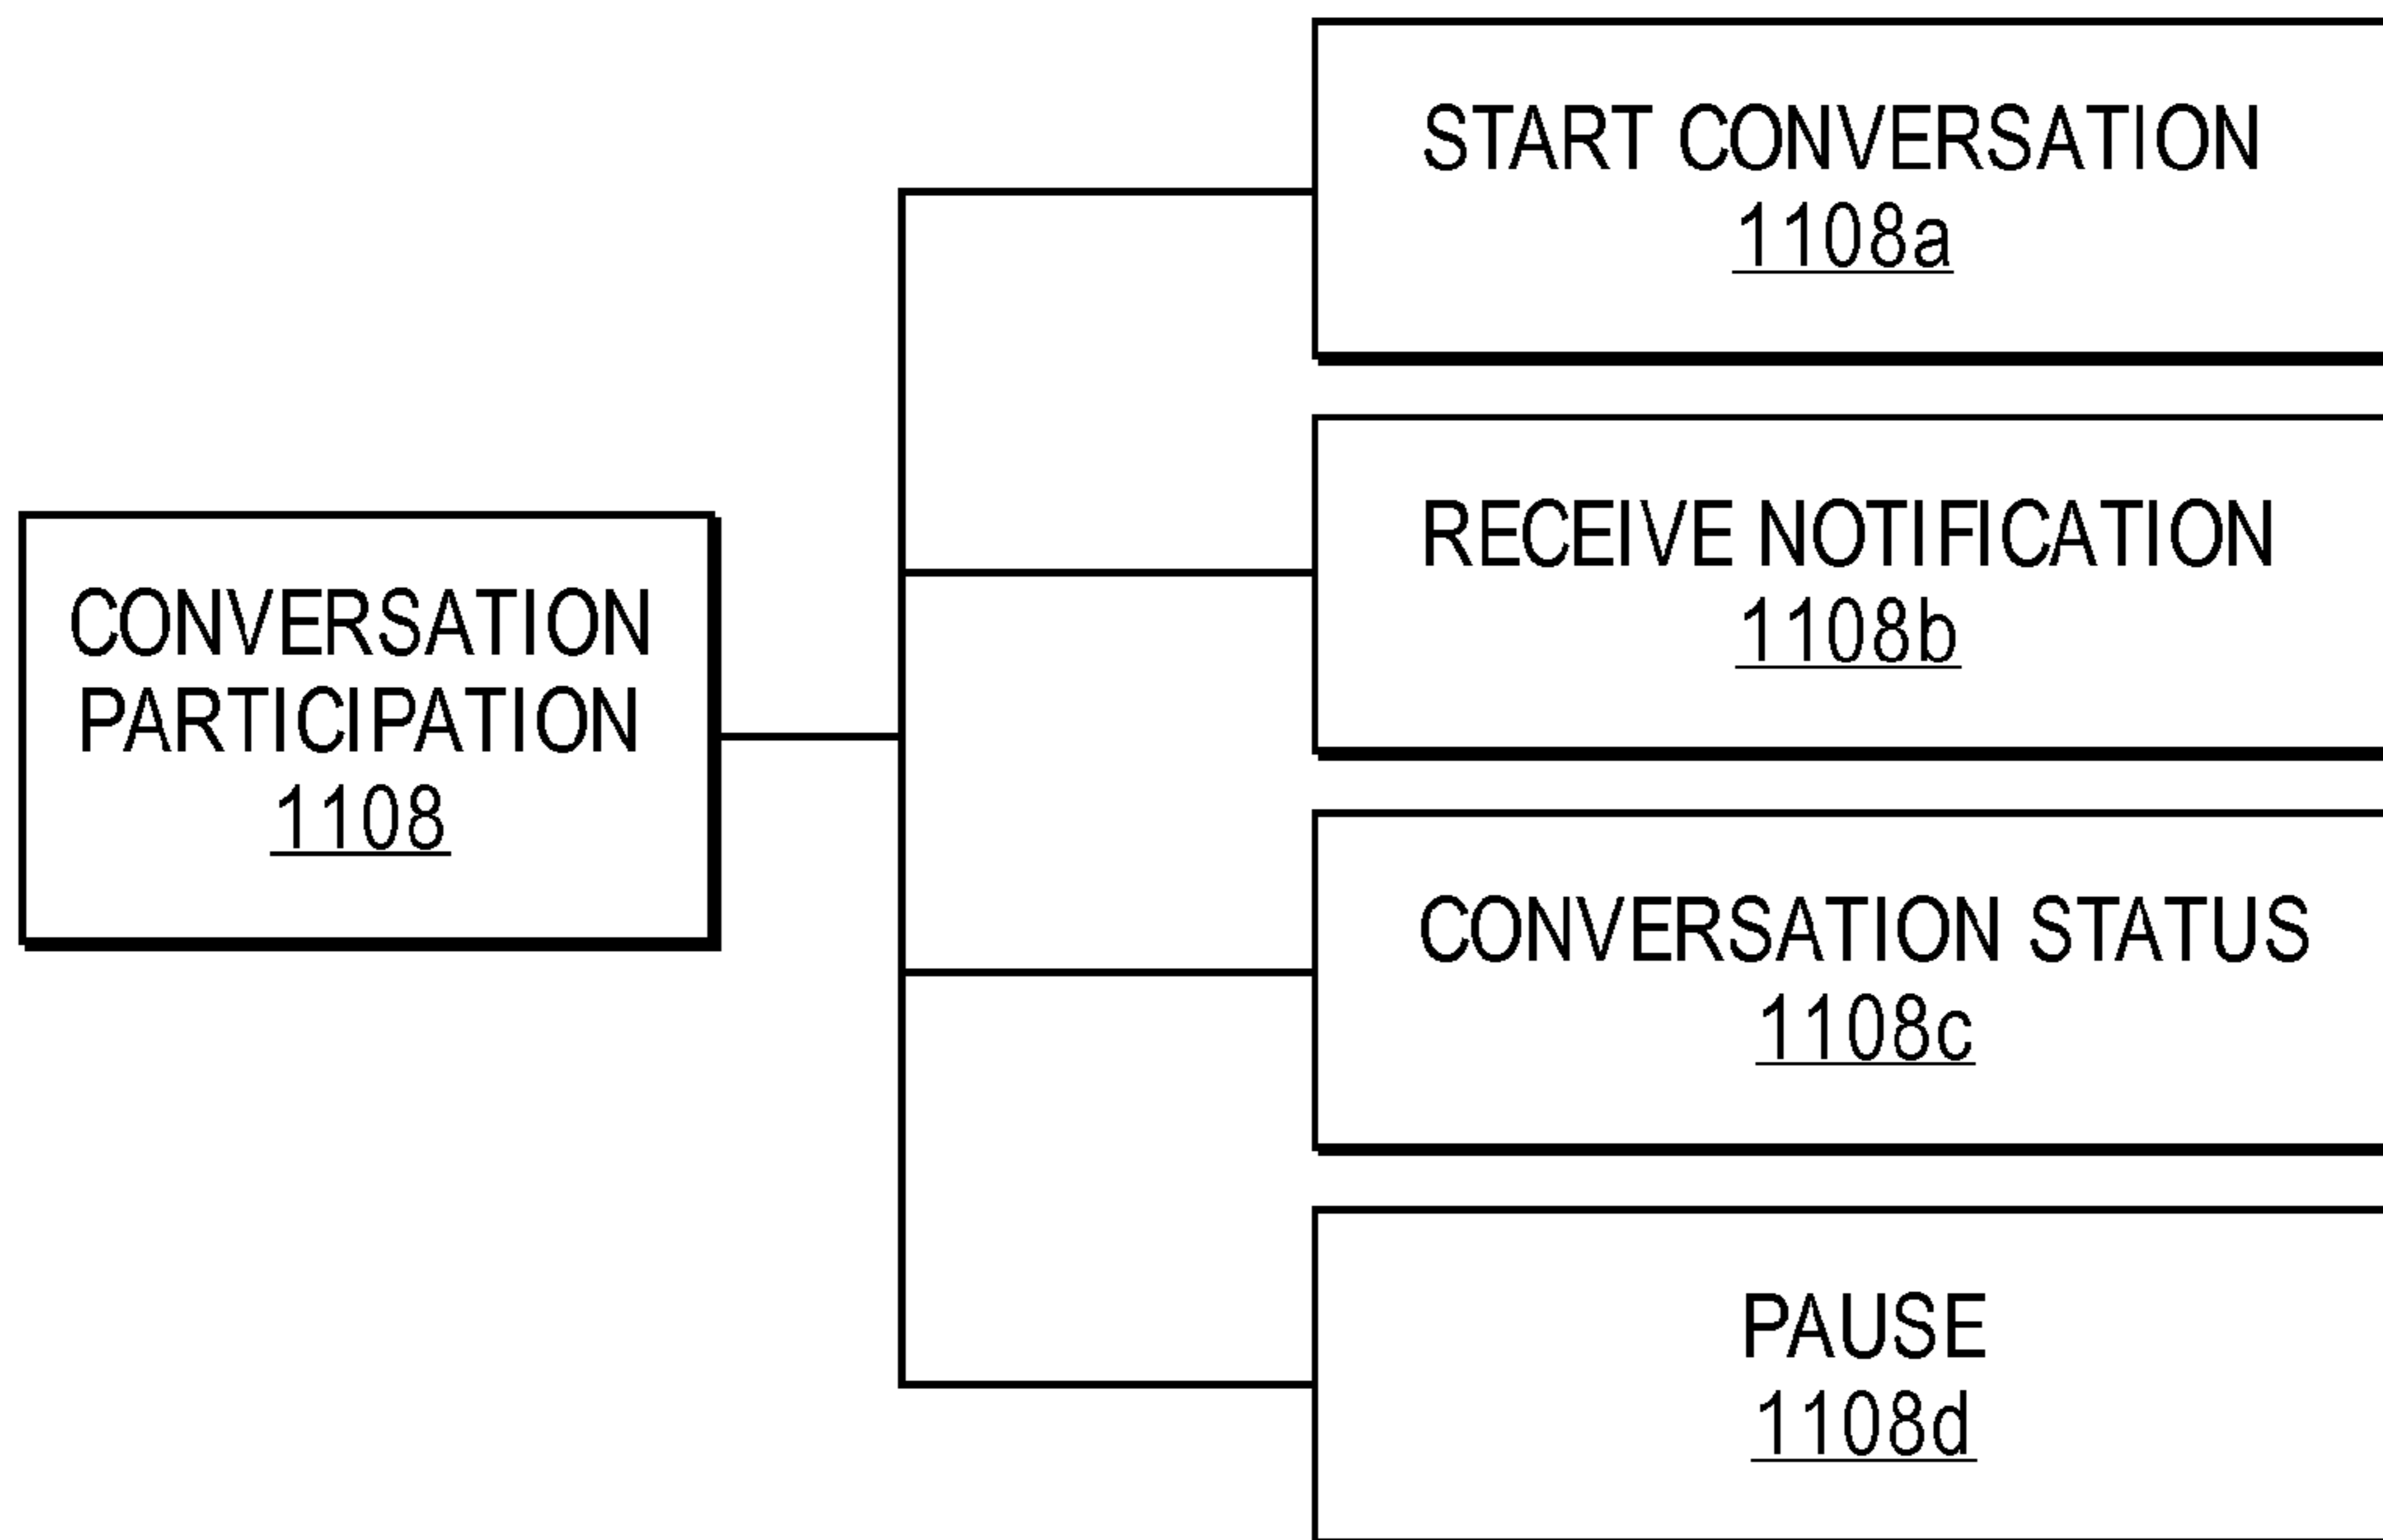 START CONVERSATION
1108a
RECEIVE NOTIFICATION
1108b
CONVERSATION
PARTICIPATION
1108
CONVERSATION STATUS
1108c
PAUSE
1108d